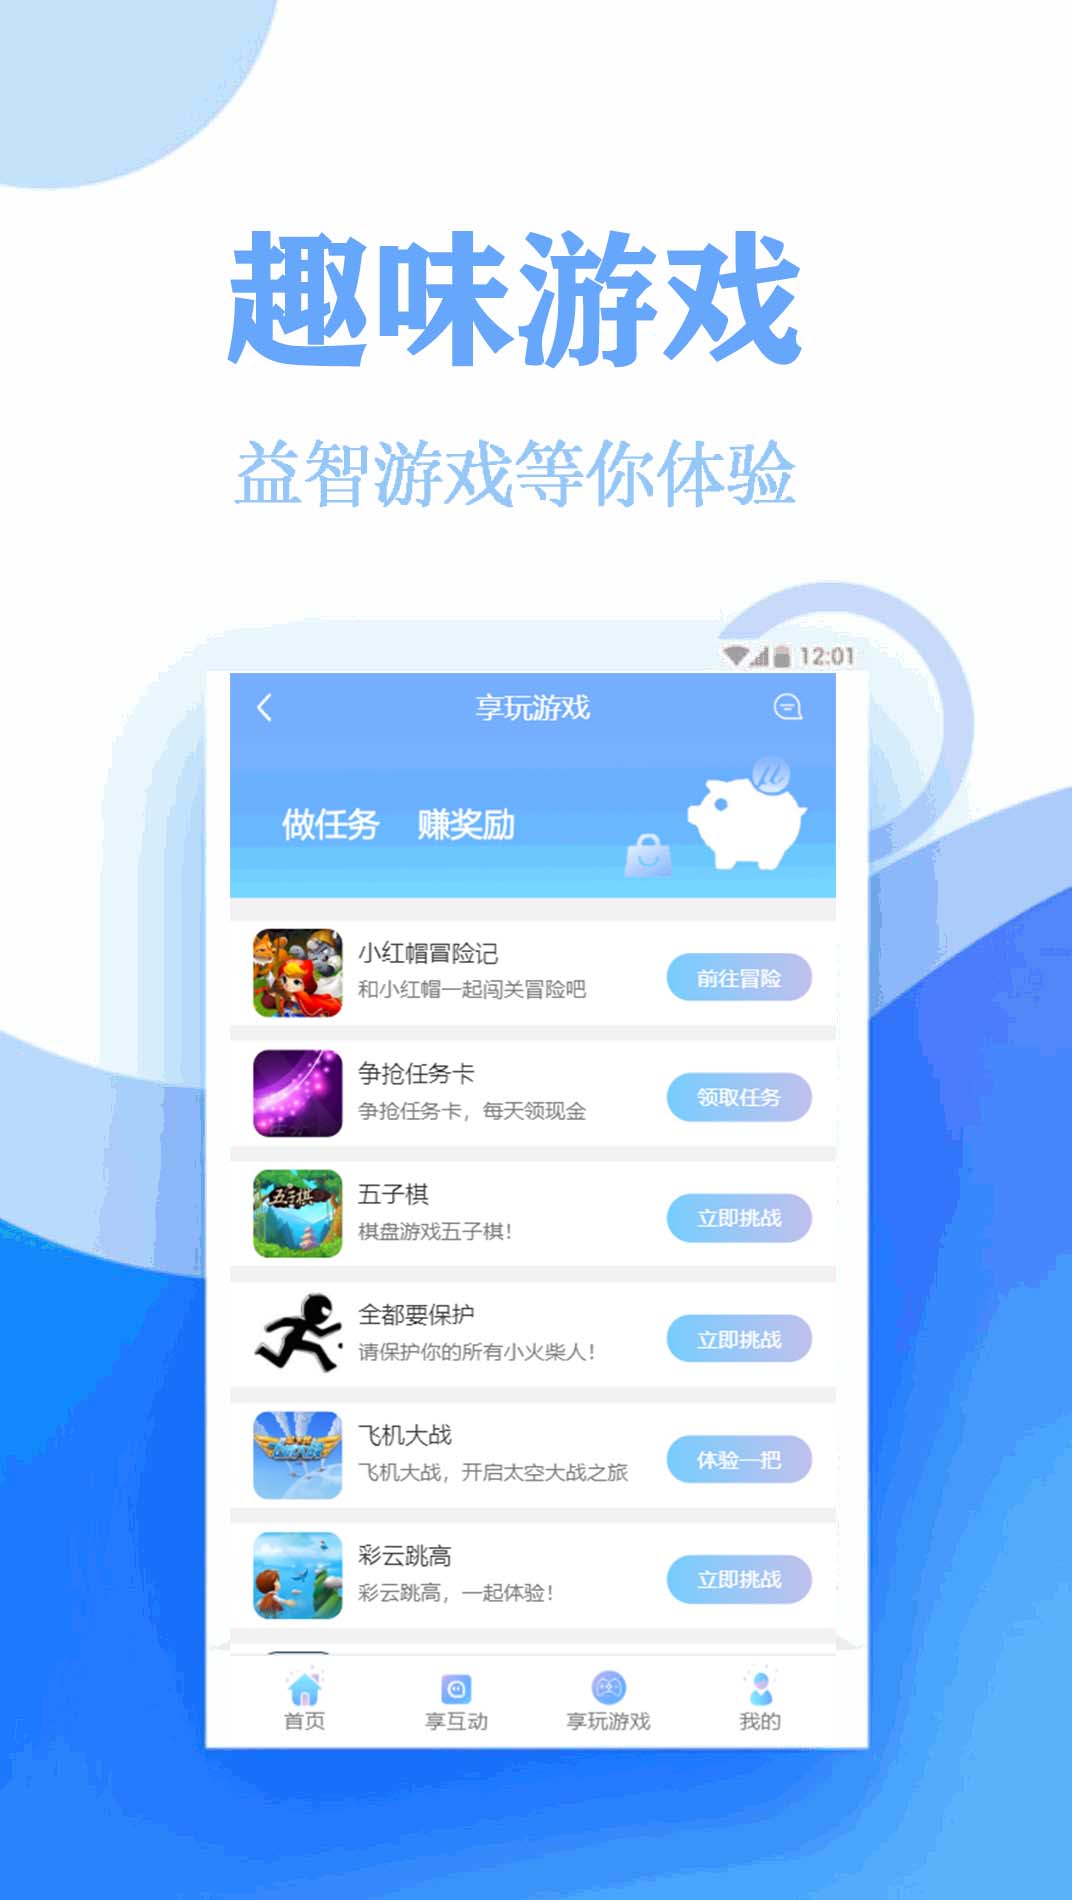 趣味游戏
益智游戏等你体验
12:01
享玩游戏
做任务 赚奖励
小红帽冒险记
和小红帽一起闯关冒险吧
前往冒险
争抢任务卡
争抢任务卡，每天领现金
领取任务
五子棋
五子棋
棋盘游戏五子棋！
立即挑战
全都要保护
请保护你的所有小火柴人！
立即挑战
飞机大战
飞机大战，开启太空大战之旅
体验一把
彩云跳高
彩云跳高，一起体验！
立即挑战
首页 享互动 享玩游戏 我的